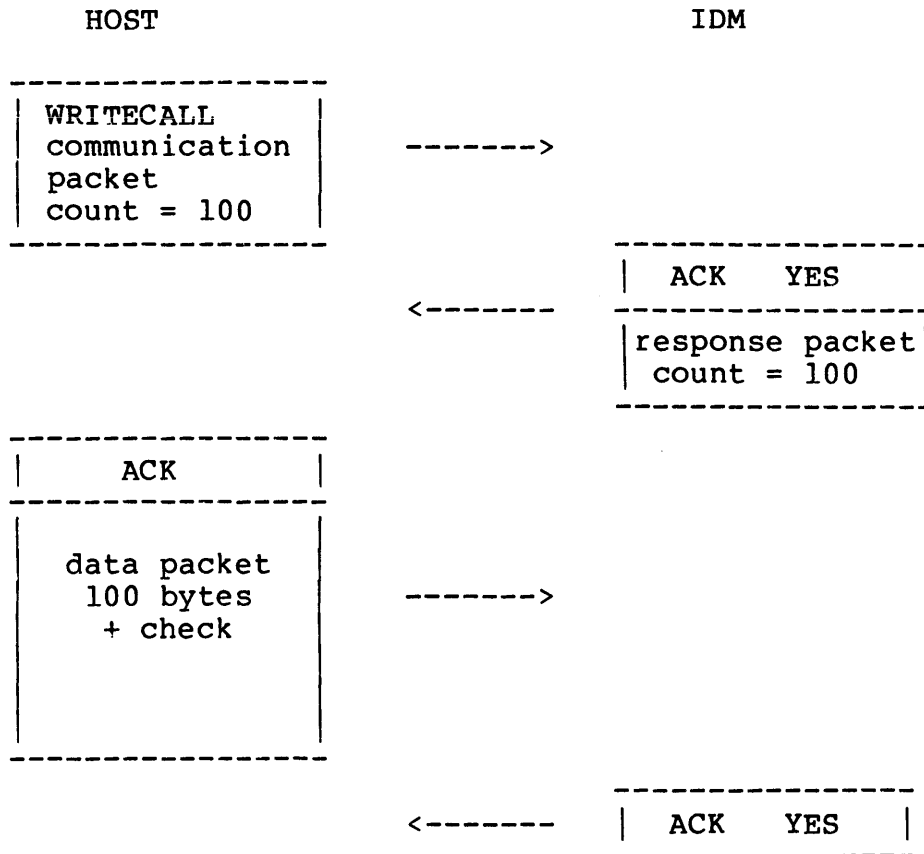 HOST IDM
WRITECALL
communication
packet
count = 100
ACK YES
response packet
count = 100
ACK
data packet
100 bytes
+ check
ACK YES